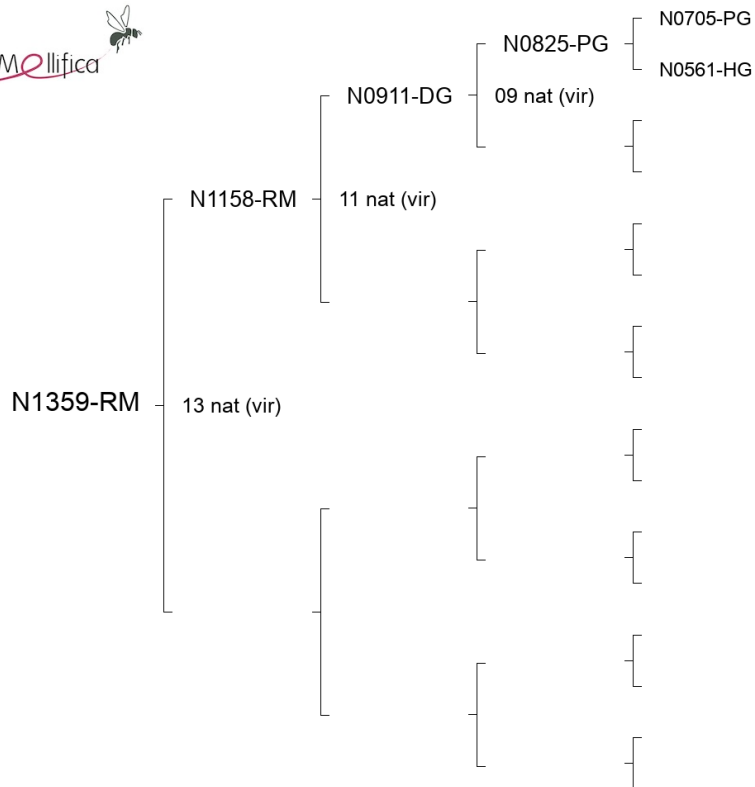 Mellifica
N0705-PG
N0825-PG
N0561-HG
N0911-DG
09 nat (vir)
N1158-RM
11 nat (vir)
N1359-RM
13 nat (vir)